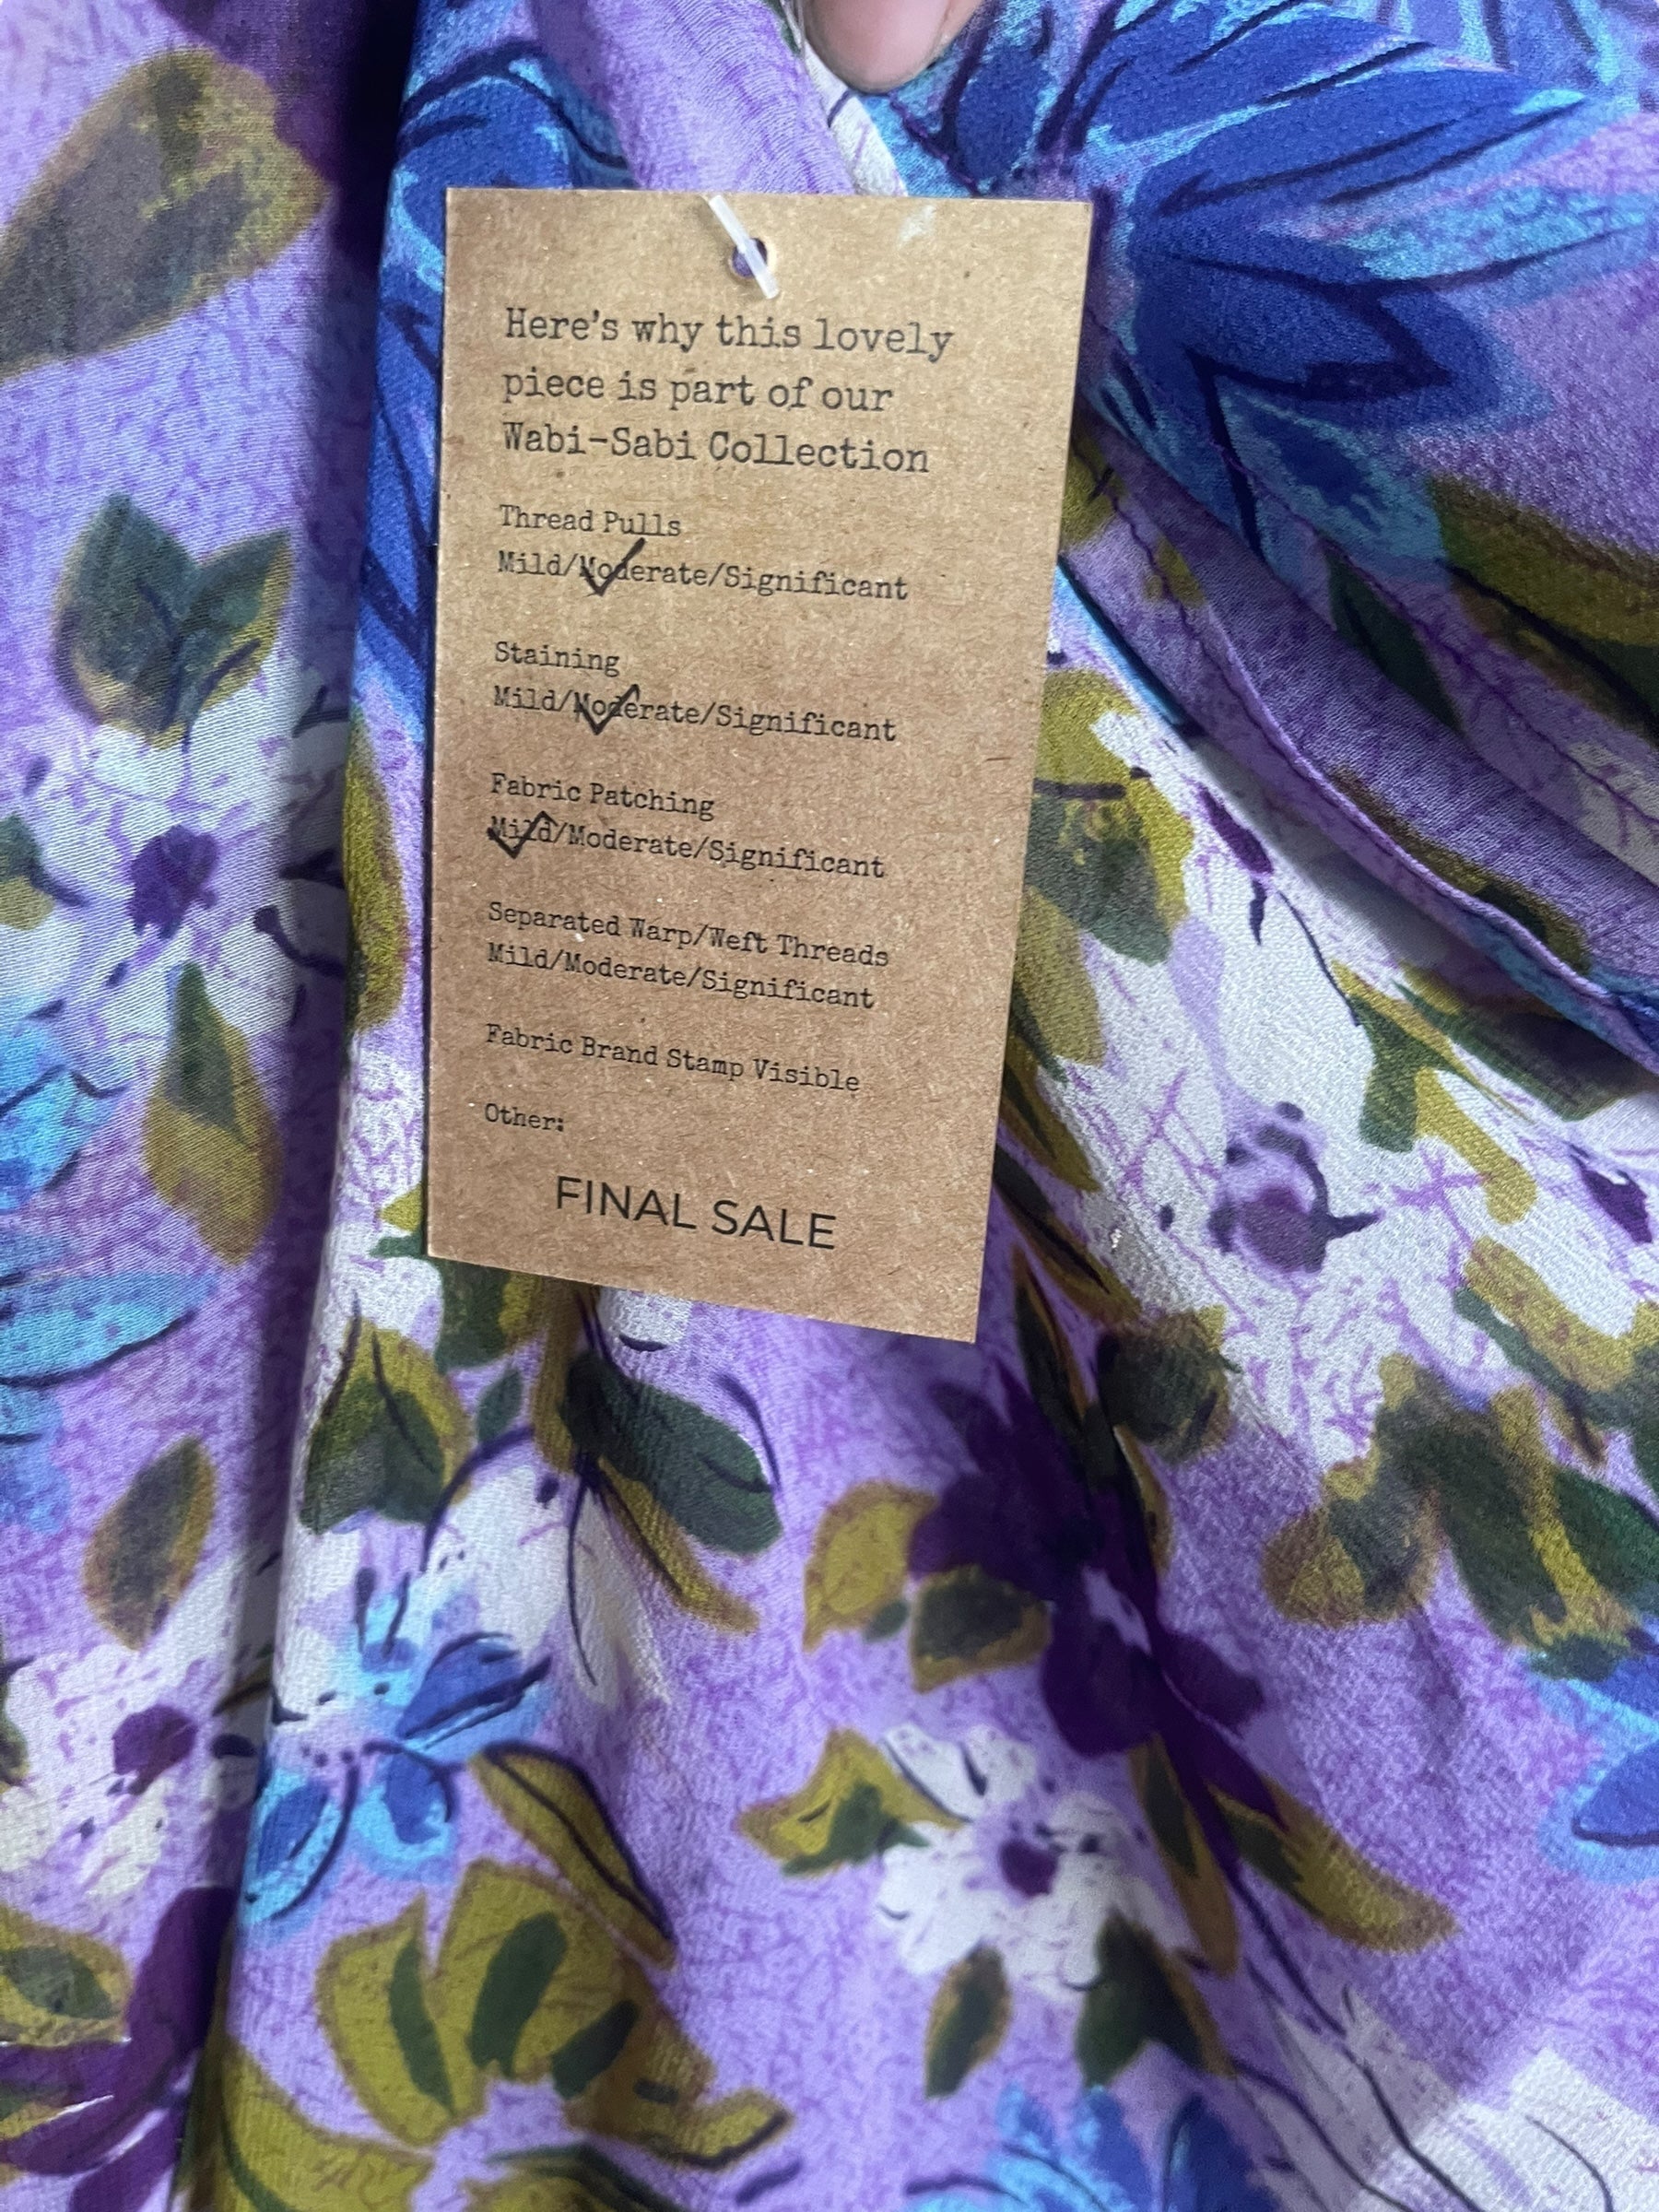 Here's why this lovely
piece is part of our
Wabi-Sabi Collection
Thread Pulls
Mild/Moderate/Significant
Staining
Mild/Moderate/Significant
Fabric Patching
Mild/Moderate/Significant
Separated Warp/Weft Threads
Mild/Moderate/Significant
Fabric Brand Stamp Visible
Other:
FINAL SALE